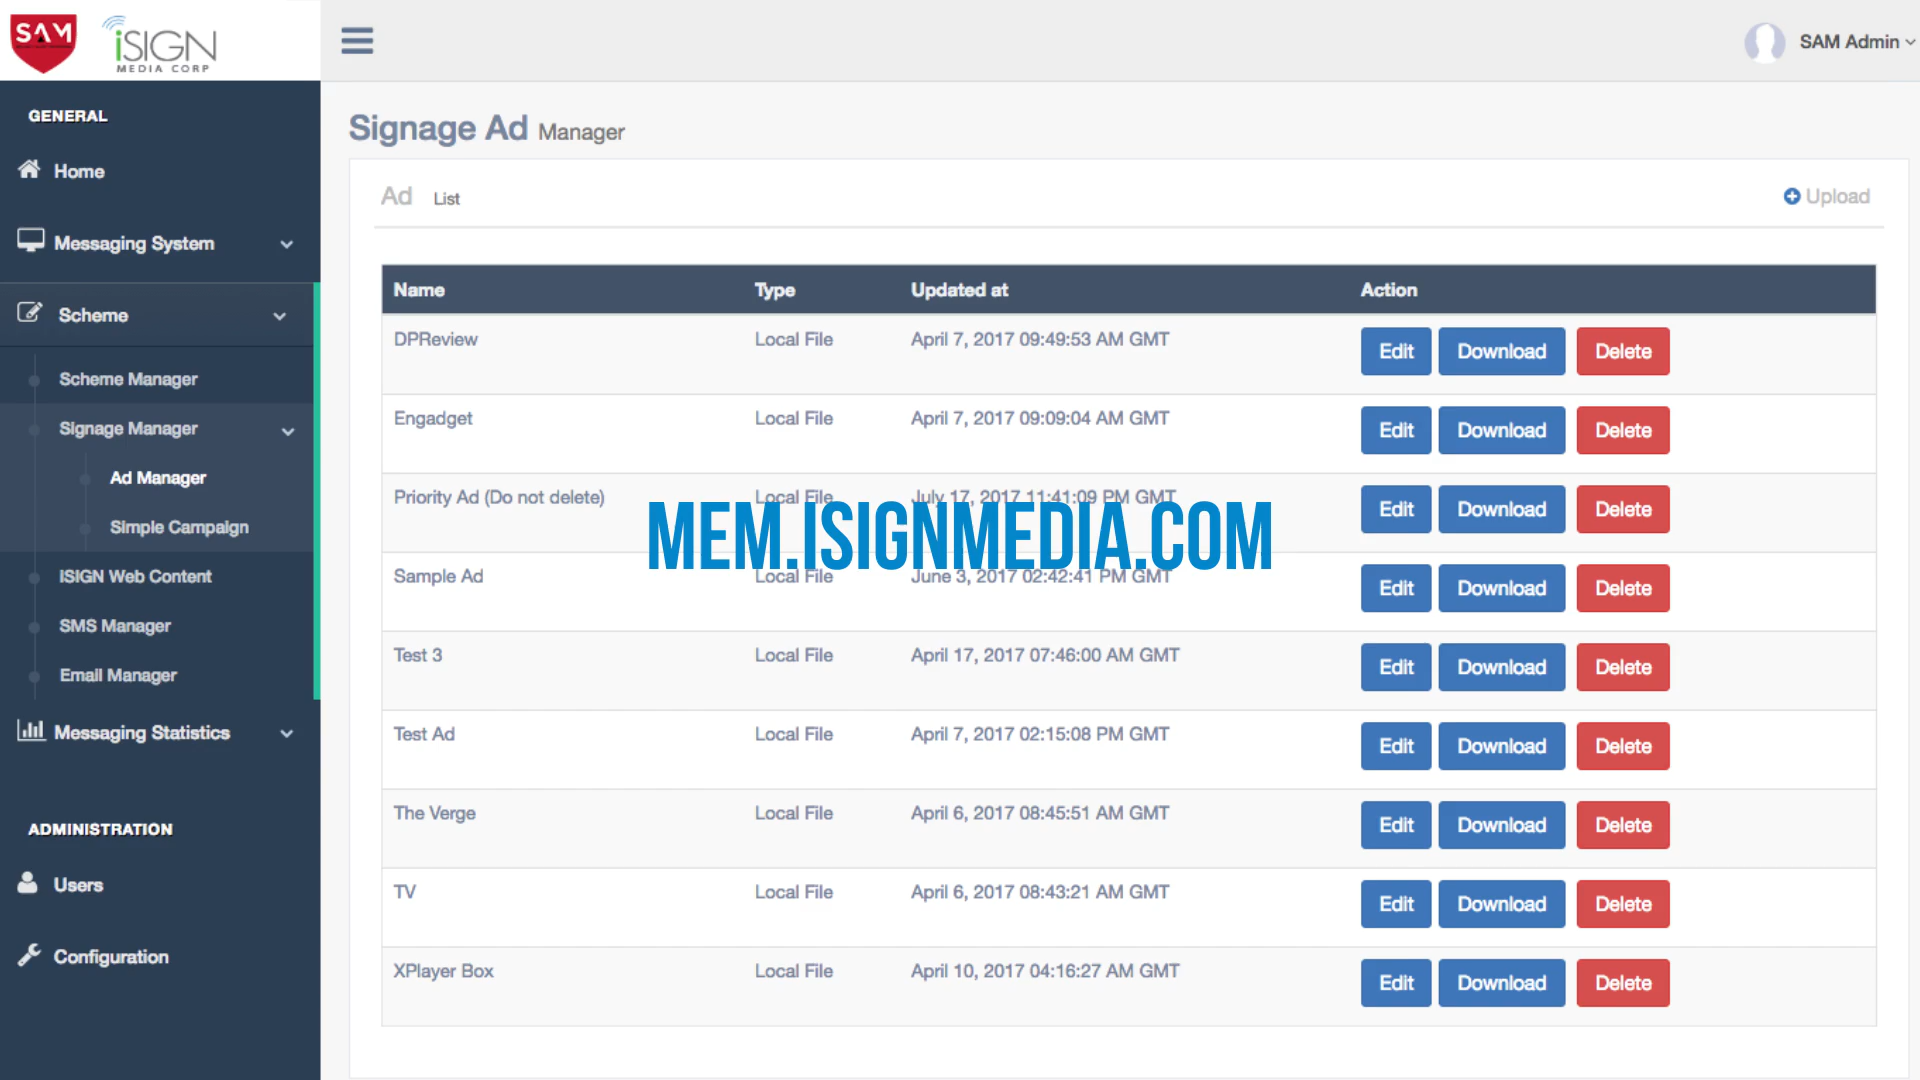 SAM
iSIGN
MEDIA CORP
SAM Admin
GENERAL
Home
Messaging System
Scheme
Scheme Manager
Signage Manager
Ad Manager
Simple Campaign
iSIGN Web Content
SMS Manager
Email Manager
Messaging Statistics
ADMINISTRATION
Users
Configuration
Signage Ad Manager
Ad List
Upload
Name Type Updated at Action
DPReview Local File April 7, 2017 09:49:53 AM GMT Edit Download Delete
Engadget Local File April 7, 2017 09:09:04 AM GMT Edit Download Delete
Priority Ad (Do not delete) Local File July 17, 2017 11:41:09 PM GMT Edit Download Delete
MEM.ISIGNMEDIA.COM
Sample Ad Local File June 3, 2017 02:42:41 PM GMT Edit Download Delete
Test 3 Local File April 17, 2017 07:46:00 AM GMT Edit Download Delete
Test Ad Local File April 7, 2017 02:15:08 PM GMT Edit Download Delete
The Verge Local File April 6, 2017 08:45:51 AM GMT Edit Download Delete
TV Local File April 6, 2017 08:43:21 AM GMT Edit Download Delete
XPlayer Box Local File April 10, 2017 04:16:27 AM GMT Edit Download Delete